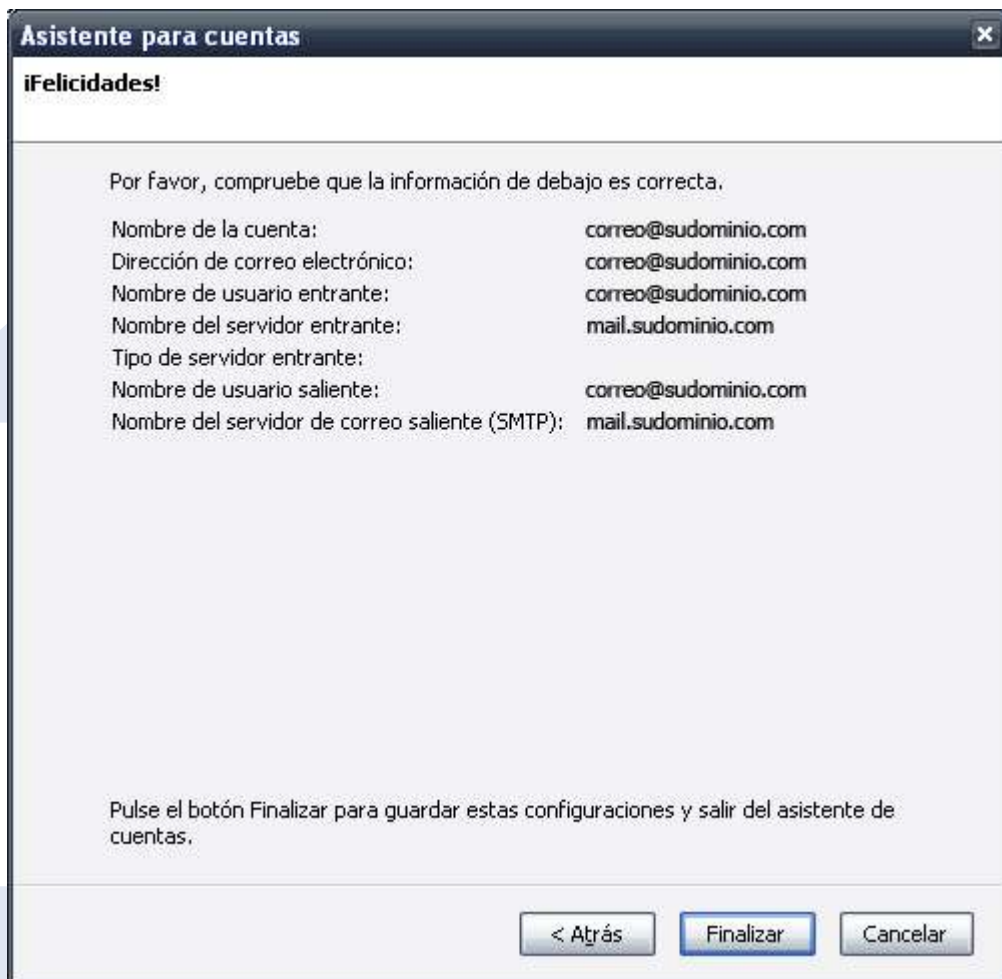 Asistente para cuentas
¡Felicidades!
Por favor, compruebe que la información de debajo es correcta.
Nombre de la cuenta: correo@sudominio.com
Dirección de correo electrónico: correo@sudominio.com
Nombre de usuario entrante: correo@sudominio.com
Nombre del servidor entrante: mail.sudominio.com
Tipo de servidor entrante:
Nombre de usuario saliente: correo@sudominio.com
Nombre del servidor de correo saliente (SMTP): mail.sudominio.com
Pulse el botón Finalizar para guardar estas configuraciones y salir del asistente de
cuentas.
< Atrás Finalizar Cancelar